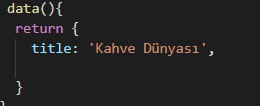 data(){
return {
title: 'Kahve Dünyası',
}
}